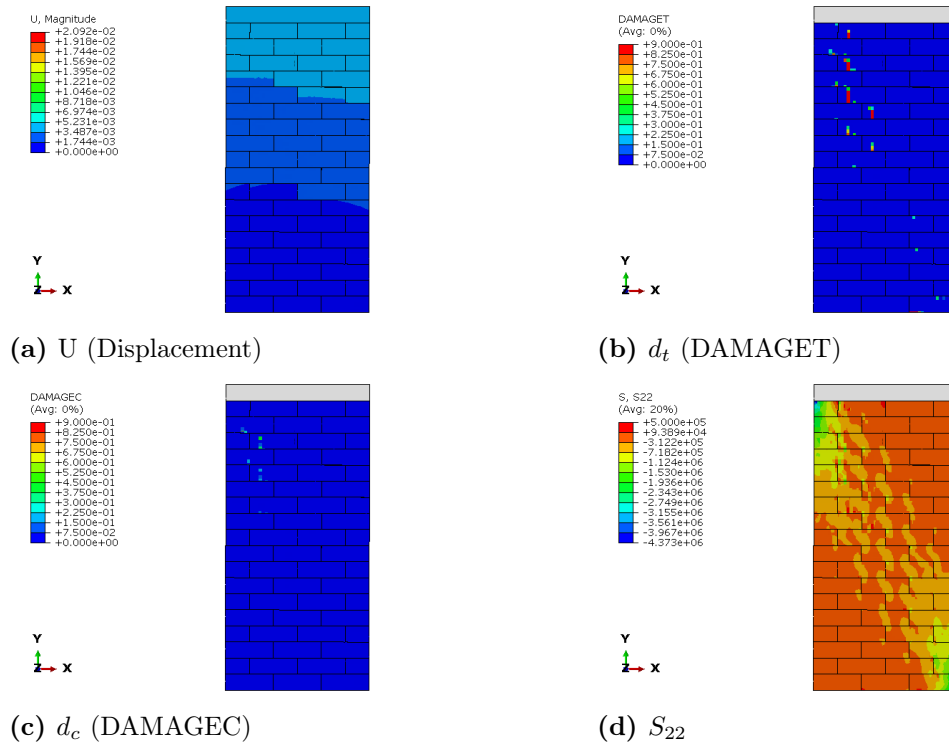 U, Magnitude
+2.092e-02
+1.918e-02
+1.744e-02
+1.569e-02
+1.395e-02
+1.221e-02
+1.046e-02
+8.718e-03
+6.974e-03
+5.231e-03
+3.487e-03
+1.744e-03
+0.000e+00
Y
Z X
(a) U (Displacement)
DAMAGET
(Avg: 0%)
+9.000e-01
+8.250e-01
+7.500e-01
+6.750e-01
+6.000e-01
+5.250e-01
+4.500e-01
+3.750e-01
+3.000e-01
+2.250e-01
+1.500e-01
+7.500e-02
+0.000e+00
Y
Z X
(b) d_t (DAMAGET)
DAMAGEC
(Avg: 0%)
+9.000e-01
+8.250e-01
+7.500e-01
+6.750e-01
+6.000e-01
+5.250e-01
+4.500e-01
+3.750e-01
+3.000e-01
+2.250e-01
+1.500e-01
+7.500e-02
+0.000e+00
Y
Z X
(c) d_c (DAMAGEC)
S, S22
(Avg: 20%)
+5.000e+05
+9.389e+04
-3.122e+05
-7.182e+05
-1.124e+06
-1.530e+06
-1.936e+06
-2.343e+06
-2.749e+06
-3.155e+06
-3.561e+06
-3.967e+06
-4.373e+06
Y
Z X
(d) S_22